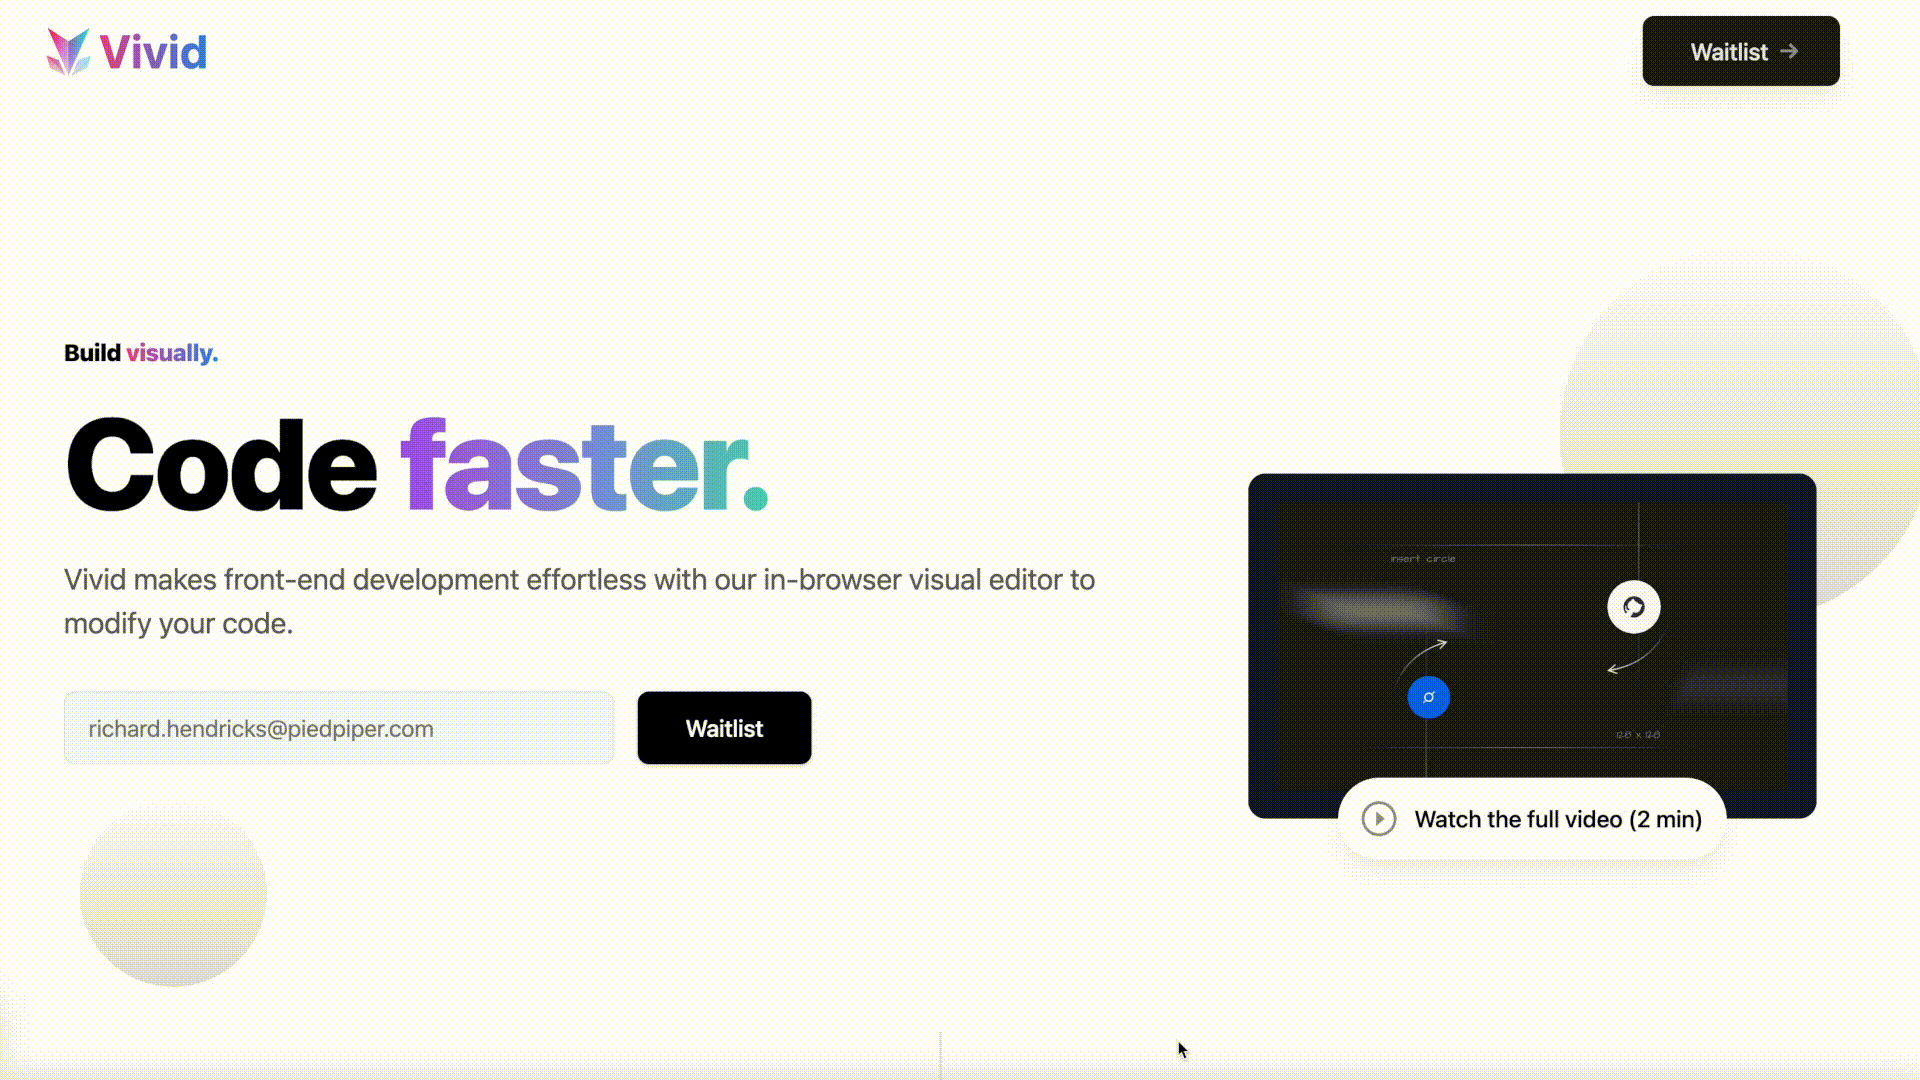 Vivid
Waitlist →
Build visually.
Code faster.
Vivid makes front-end development effortless with our in-browser visual editor to
modify your code.
richard.hendricks@piedpiper.com
Waitlist
insert circle
128 x 128
Watch the full video (2 min)